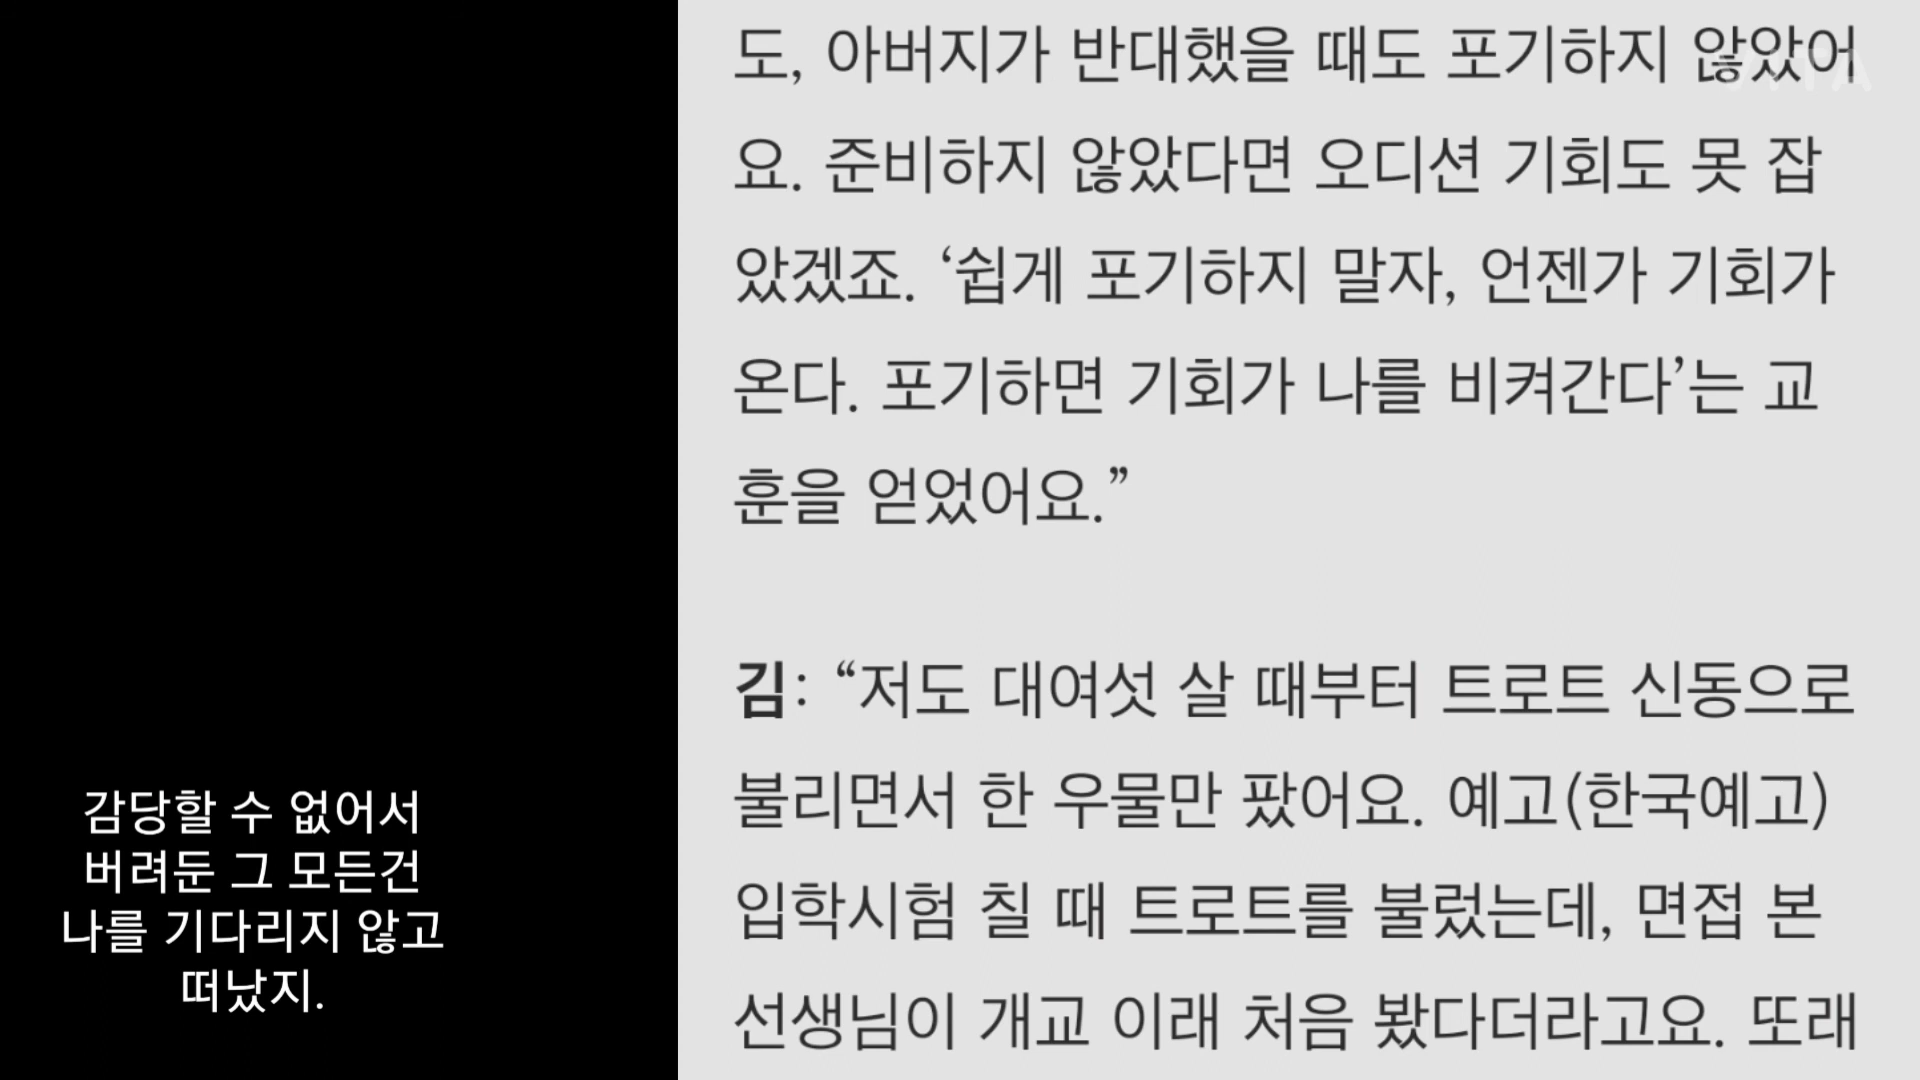 감당할 수 없어서
버려둔 그 모든건
나를 기다리지 않고
떠났지.
도, 아버지가 반대했을 때도 포기하지 않았어
요. 준비하지 않았다면 오디션 기회도 못 잡
았겠죠. ‘쉽게 포기하지 말자, 언젠가 기회가
온다. 포기하면 기회가 나를 비켜간다’는 교
훈을 얻었어요.”
김: “저도 대여섯 살 때부터 트로트 신동으로
불리면서 한 우물만 팠어요. 예고(한국예고)
입학시험 칠 때 트로트를 불렀는데, 면접 본
선생님이 개교 이래 처음 봤다더라고요. 또래
VITA